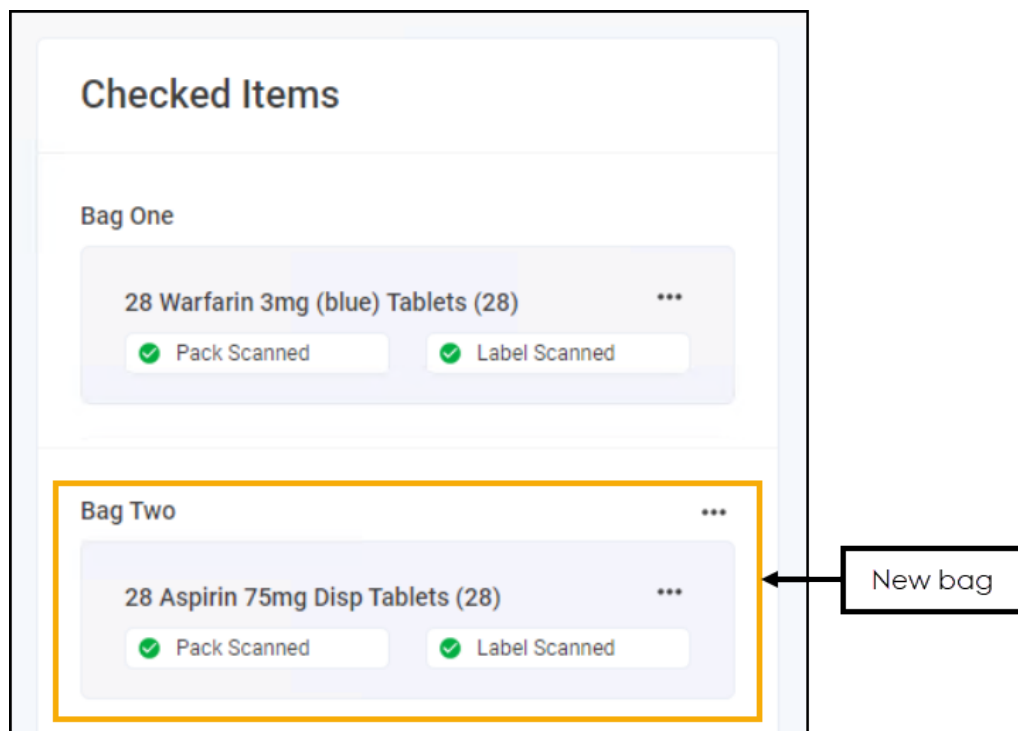 Checked Items
Bag One
28 Warfarin 3mg (blue) Tablets (28)
Pack Scanned
Label Scanned
Bag Two
28 Aspirin 75mg Disp Tablets (28)
Pack Scanned
Label Scanned
New bag